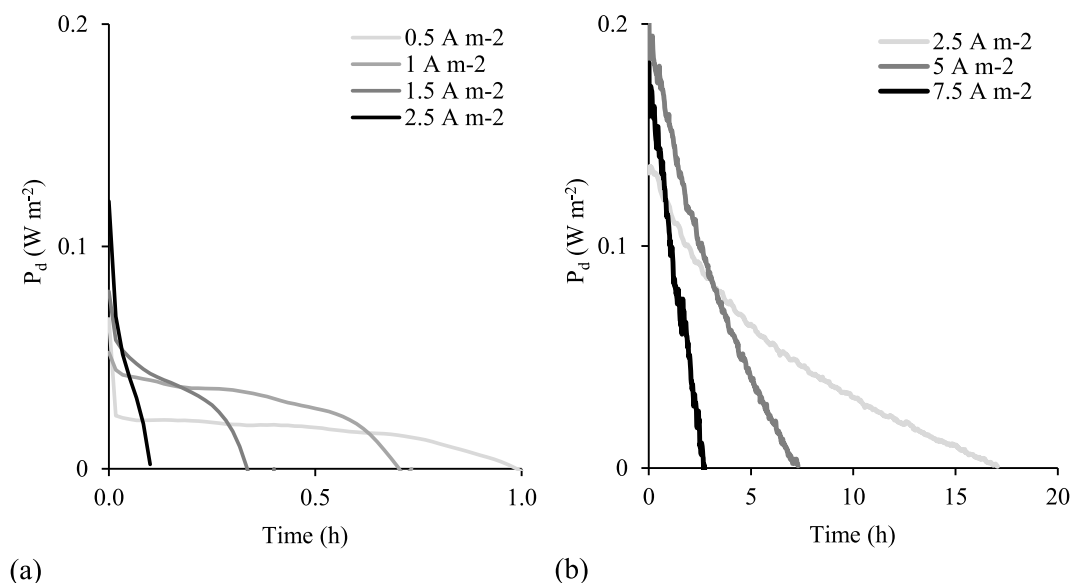 0.2
0.1
0
P_d (W m⁻²)
0.0
0.5
1.0
Time (h)
0.5 A m-2
1 A m-2
1.5 A m-2
2.5 A m-2
(a)
0.2
0.1
0
P_d (W m⁻²)
0
5
10
15
20
Time (h)
2.5 A m-2
5 A m-2
7.5 A m-2
(b)